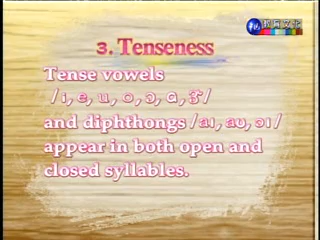 3. Tenseness
Tense vowels
/ɪ, e, u, o, ɔ, ɑ, ɝ/
and diphthongs /aɪ, aʊ, ɔɪ/
appear in both open and
closed syllables.